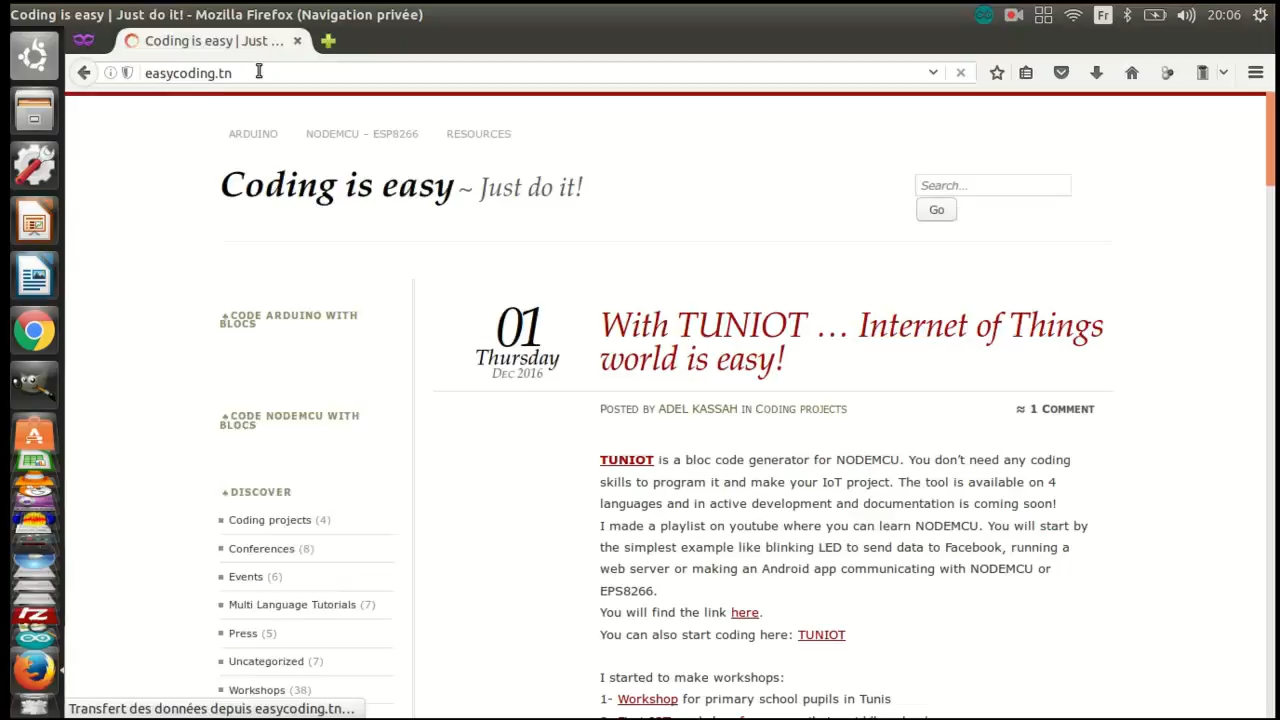 Coding is easy | Just do it! - Mozilla Firefox (Navigation privée)
Fr
20:06
Coding is easy | Just ...
easycoding.tn
ARDUINO
NODEMCU – ESP8266
RESOURCES
Coding is easy ~ Just do it!
Search...
Go
CODE ARDUINO WITH
BLOCS
CODE NODEMCU WITH
BLOCS
DISCOVER
Coding projects (4)
Conferences (8)
Events (6)
Multi Language Tutorials (7)
Press (5)
Uncategorized (7)
Workshops (38)
01
Thursday
DEC 2016
With TUNIOT … Internet of Things
world is easy!
POSTED BY ADEL KASSAH IN CODING PROJECTS
≈ 1 COMMENT
TUNIOT is a bloc code generator for NODEMCU. You don’t need any coding
skills to program it and make your IoT project. The tool is available on 4
languages and in active development and documentation is coming soon!
I made a playlist on youtube where you can learn NODEMCU. You will start by
the simplest example like blinking LED to send data to Facebook, running a
web server or making an Android app communicating with NODEMCU or
EPS8266.
You will find the link here.
You can also start coding here: TUNIOT
I started to make workshops:
1- Workshop for primary school pupils in Tunis
Transfert des données depuis easycoding.tn...